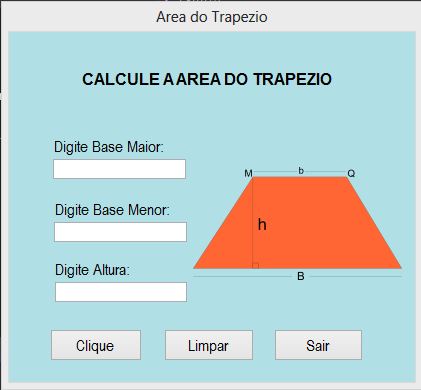 Area do Trapezio
CALCULE A AREA DO TRAPEZIO
Digite Base Maior:
M b Q
Digite Base Menor:
h
Digite Altura:
B
Clique Limpar Sair